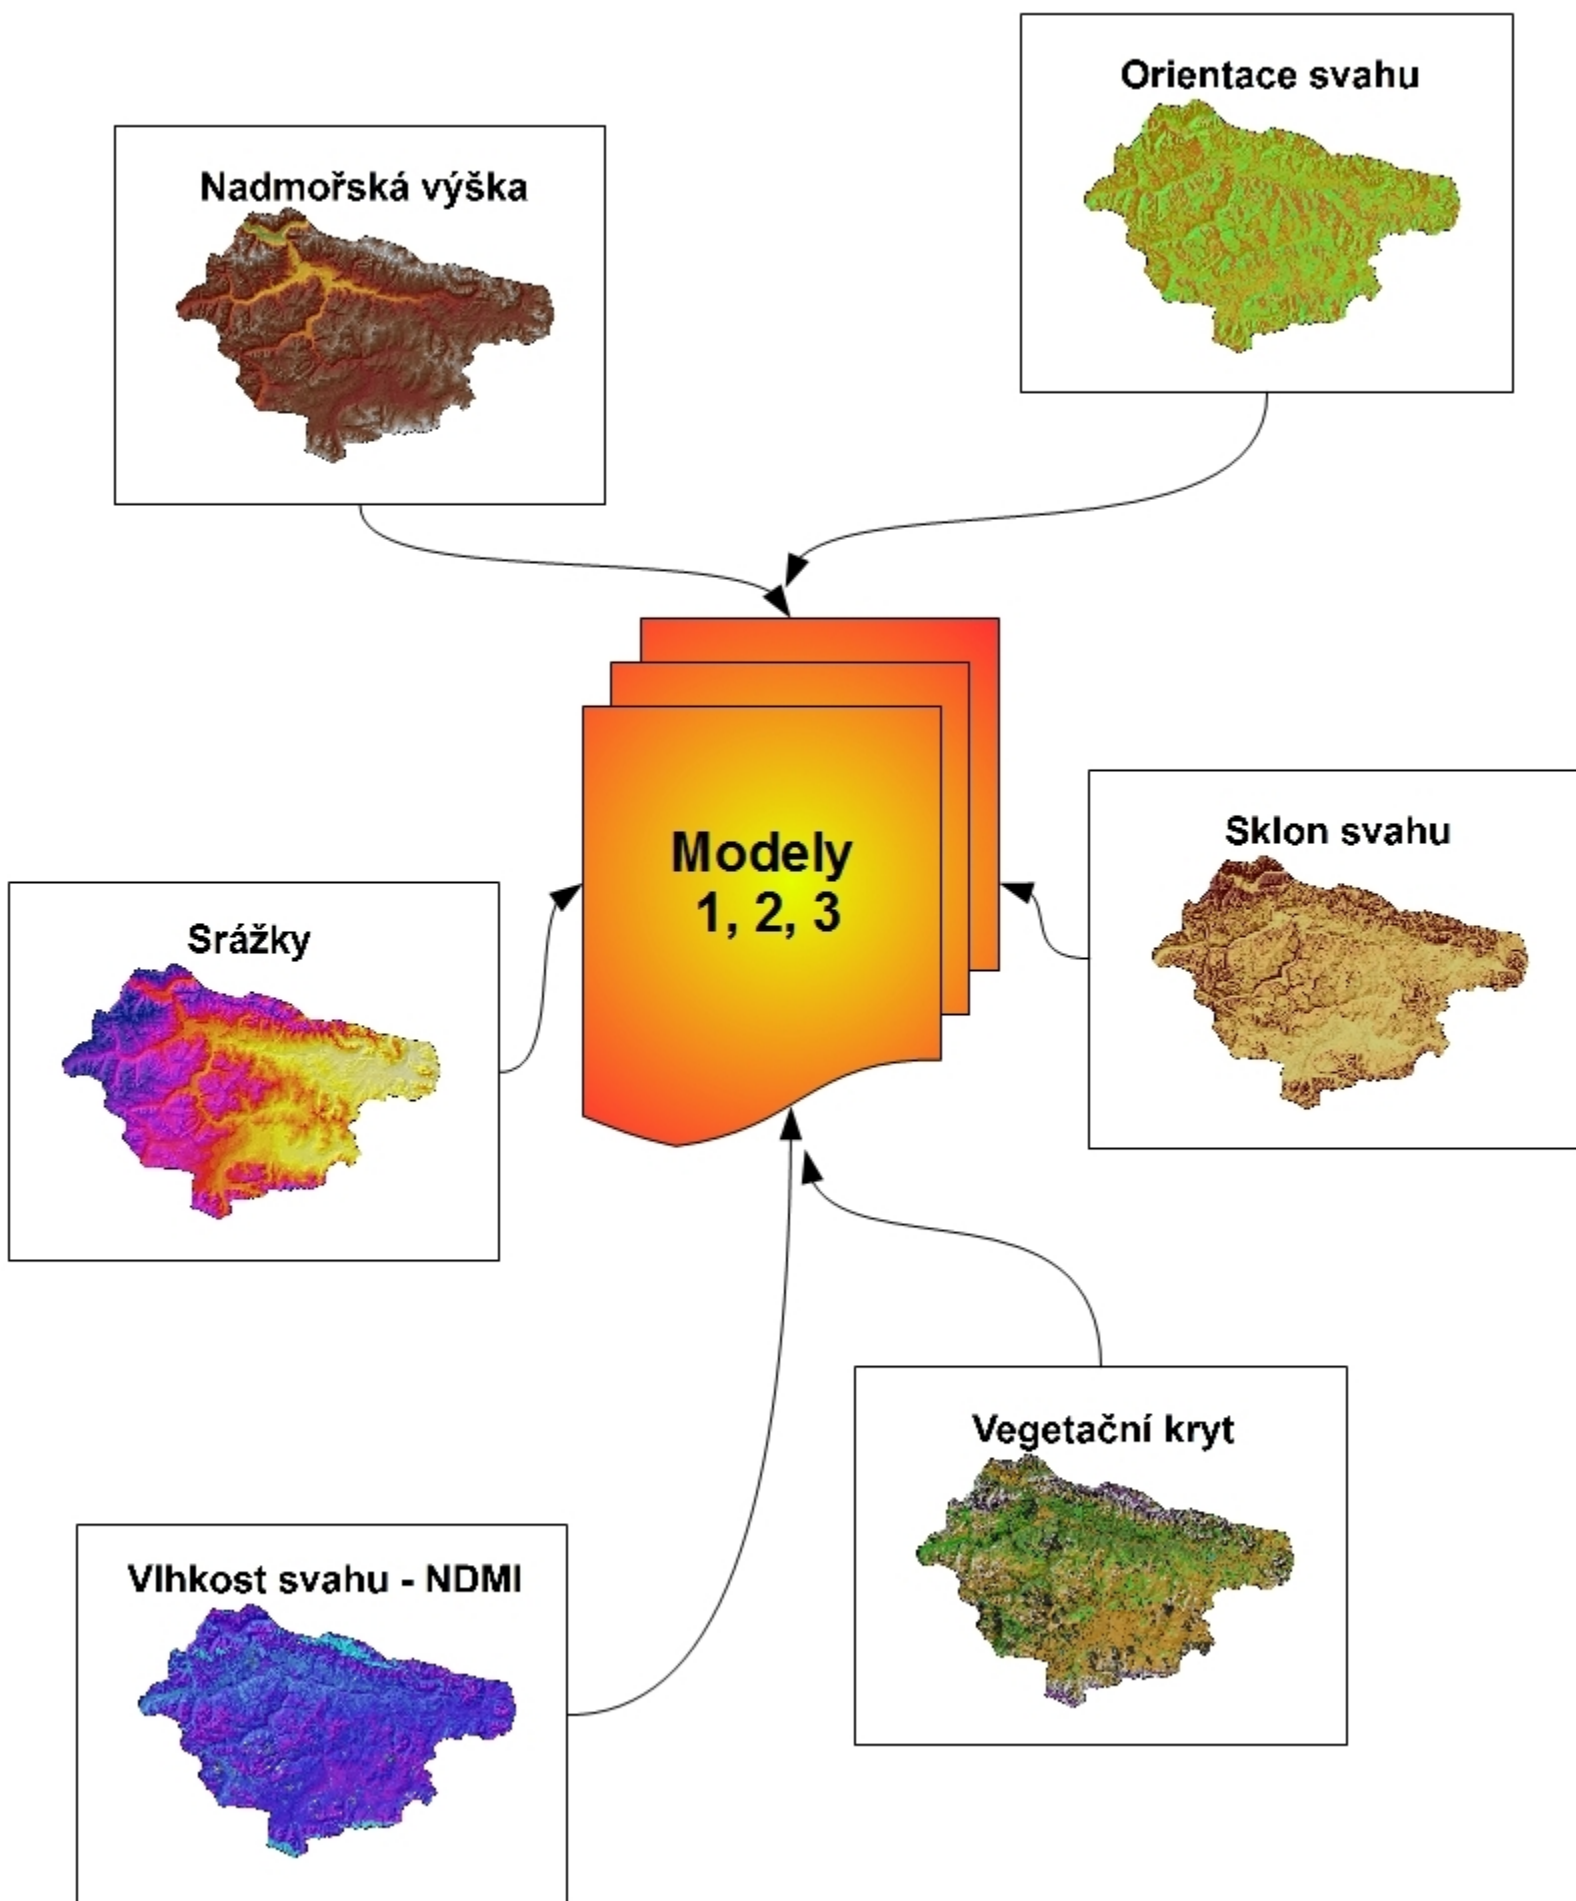 Orientace svahu
Nadmořská výška
Modely
1, 2, 3
Sklon svahu
Srážky
Vegetační kryt
Vlhkost svahu - NDMI